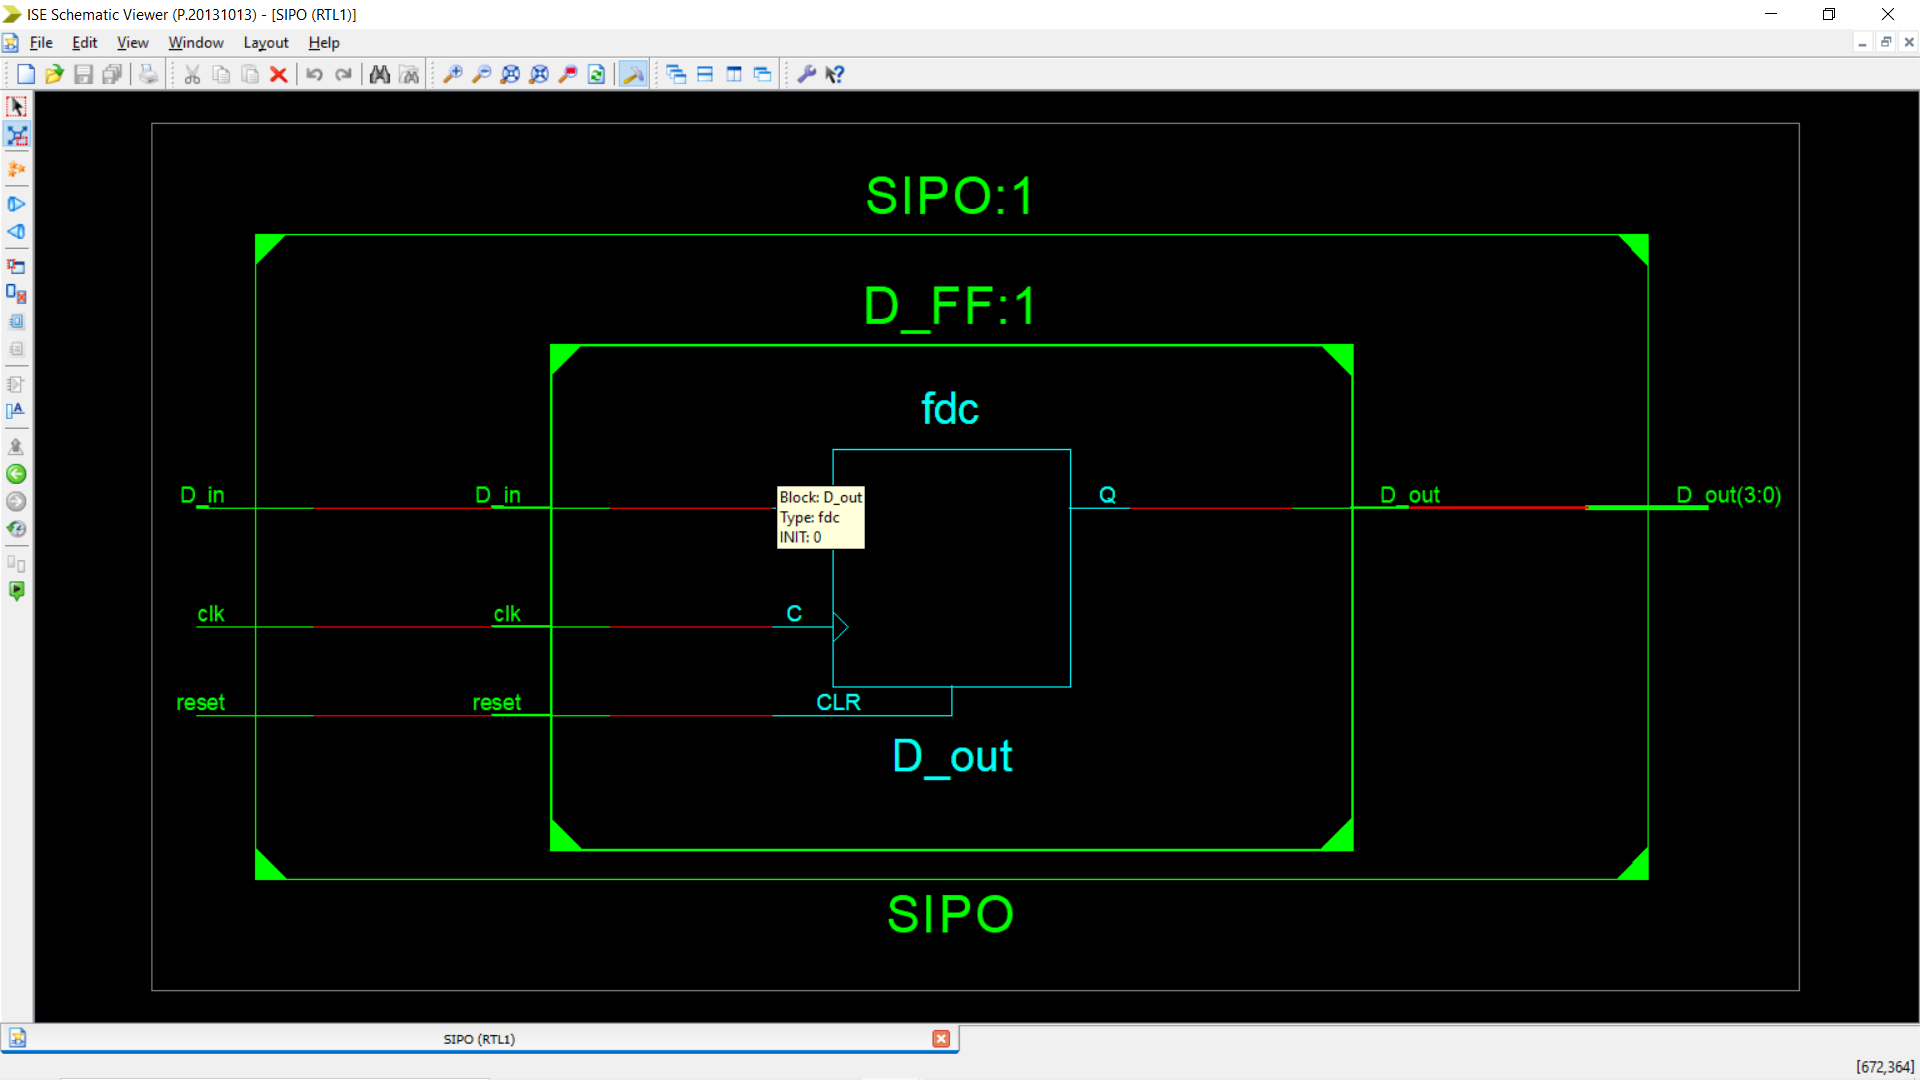 ISE Schematic Viewer (P.20131013) - [SIPO (RTL1)]
File Edit View Window Layout Help
SIPO:1
D_FF:1
fdc
D_in D_in Q D_out D_out(3:0)
Block: D_out
Type: fdc
INIT: 0
clk clk C
reset reset CLR
D_out
SIPO
SIPO (RTL1)
[672,364]